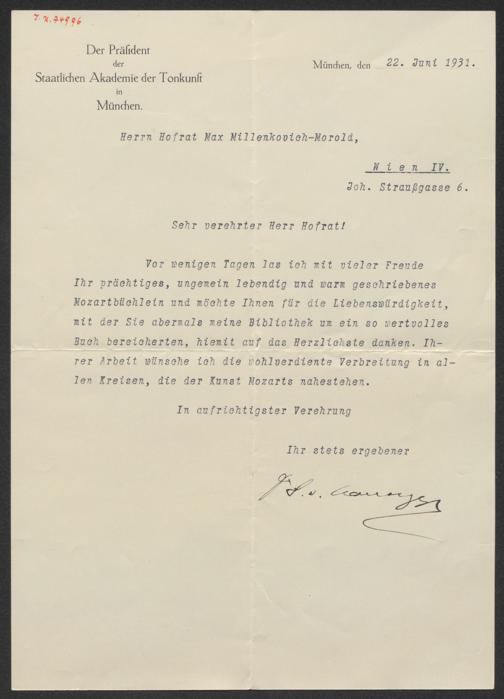 I.N.24996
Der Präsident
der
Staatlichen Akademie der Tonkunst
in
München.
München, den 22. Juni 1931.
Herrn Hofrat Max Millenkovich-Morold,
Wien IV.
Joh. Straußgasse 6.
Sehr verehrter Herr Hofrat!
Vor wenigen Tagen las ich mit vieler Freude
Ihr prächtiges, ungemein lebendig und warm geschriebenes
Mozartbüchlein und möchte Ihnen für die Liebenswürdigkeit,
mit der Sie abermals meine Bibliothek um ein so wertvolles
Buch bereicherten, hiemit auf das Herzlichste danken. Ih-
rer Arbeit wünsche ich die wohlverdiente Verbreitung in al-
len Kreisen, die der Kunst Mozarts nahestehen.
In aufrichtigster Verehrung
Ihr stets ergebener